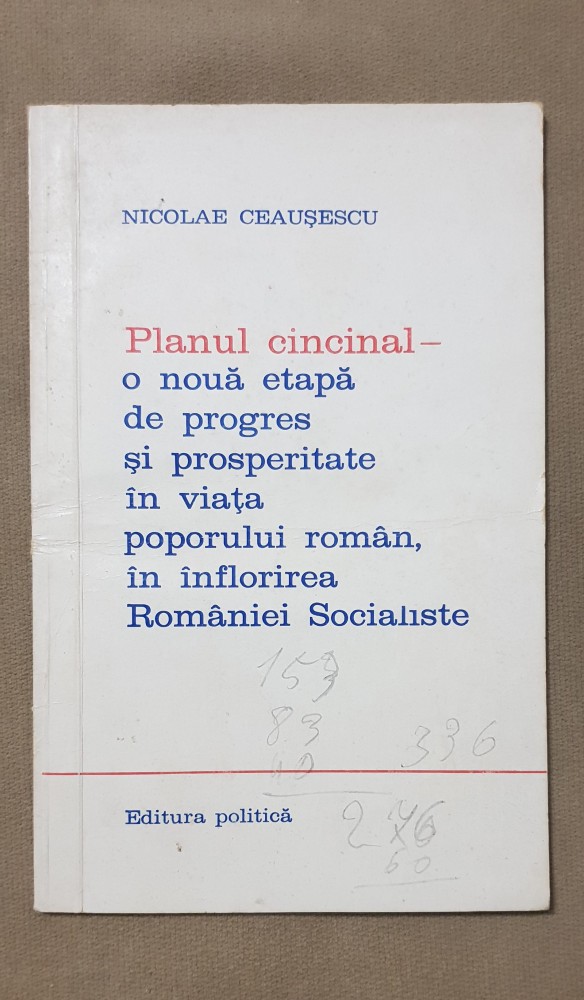 NICOLAE CEAUŞESCU
Planul cincinal –
o nouă etapă
de progres
şi prosperitate
în viaţa
poporului român,
în înflorirea
României Socialiste
83
336
Editura politică
276
60